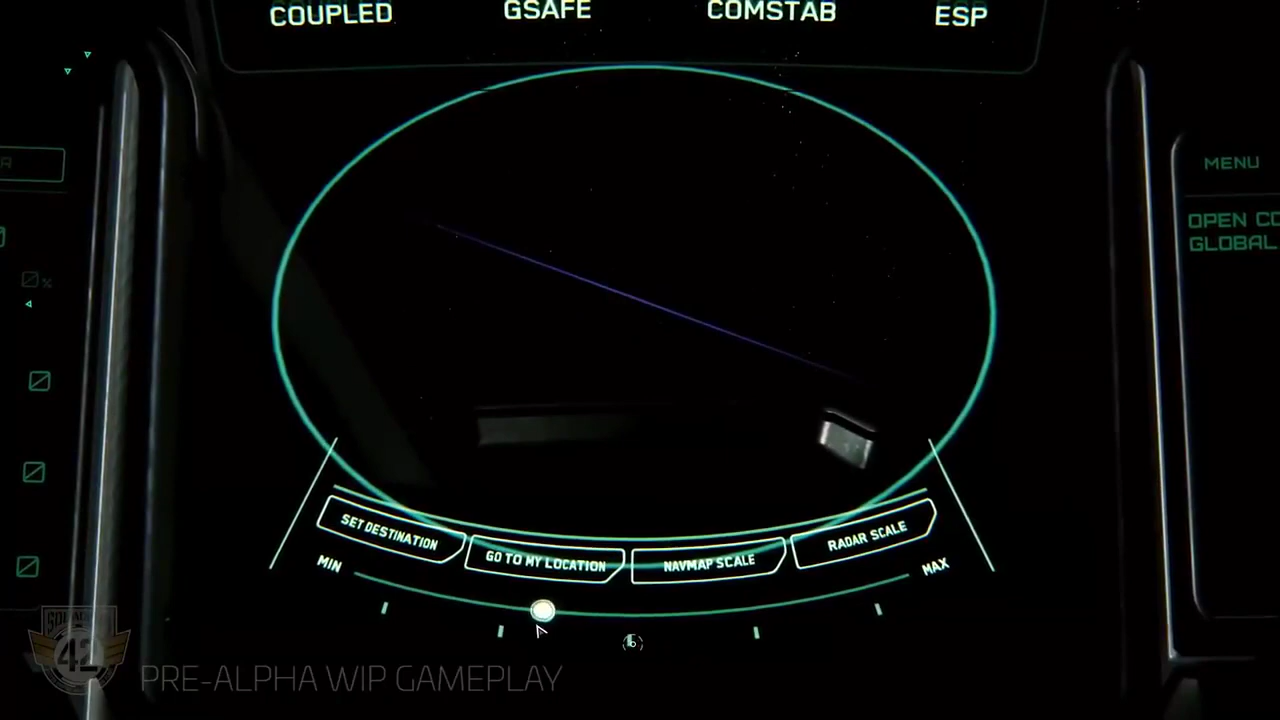 COUPLED GSAFE COMSTAB ESP
MENU
OPEN
GLOBAL
SET DESTINATION
GO TO MY LOCATION
NAVMAP SCALE
RADAR SCALE
MIN
MAX
42
PRE-ALPHA WIP GAMEPLAY